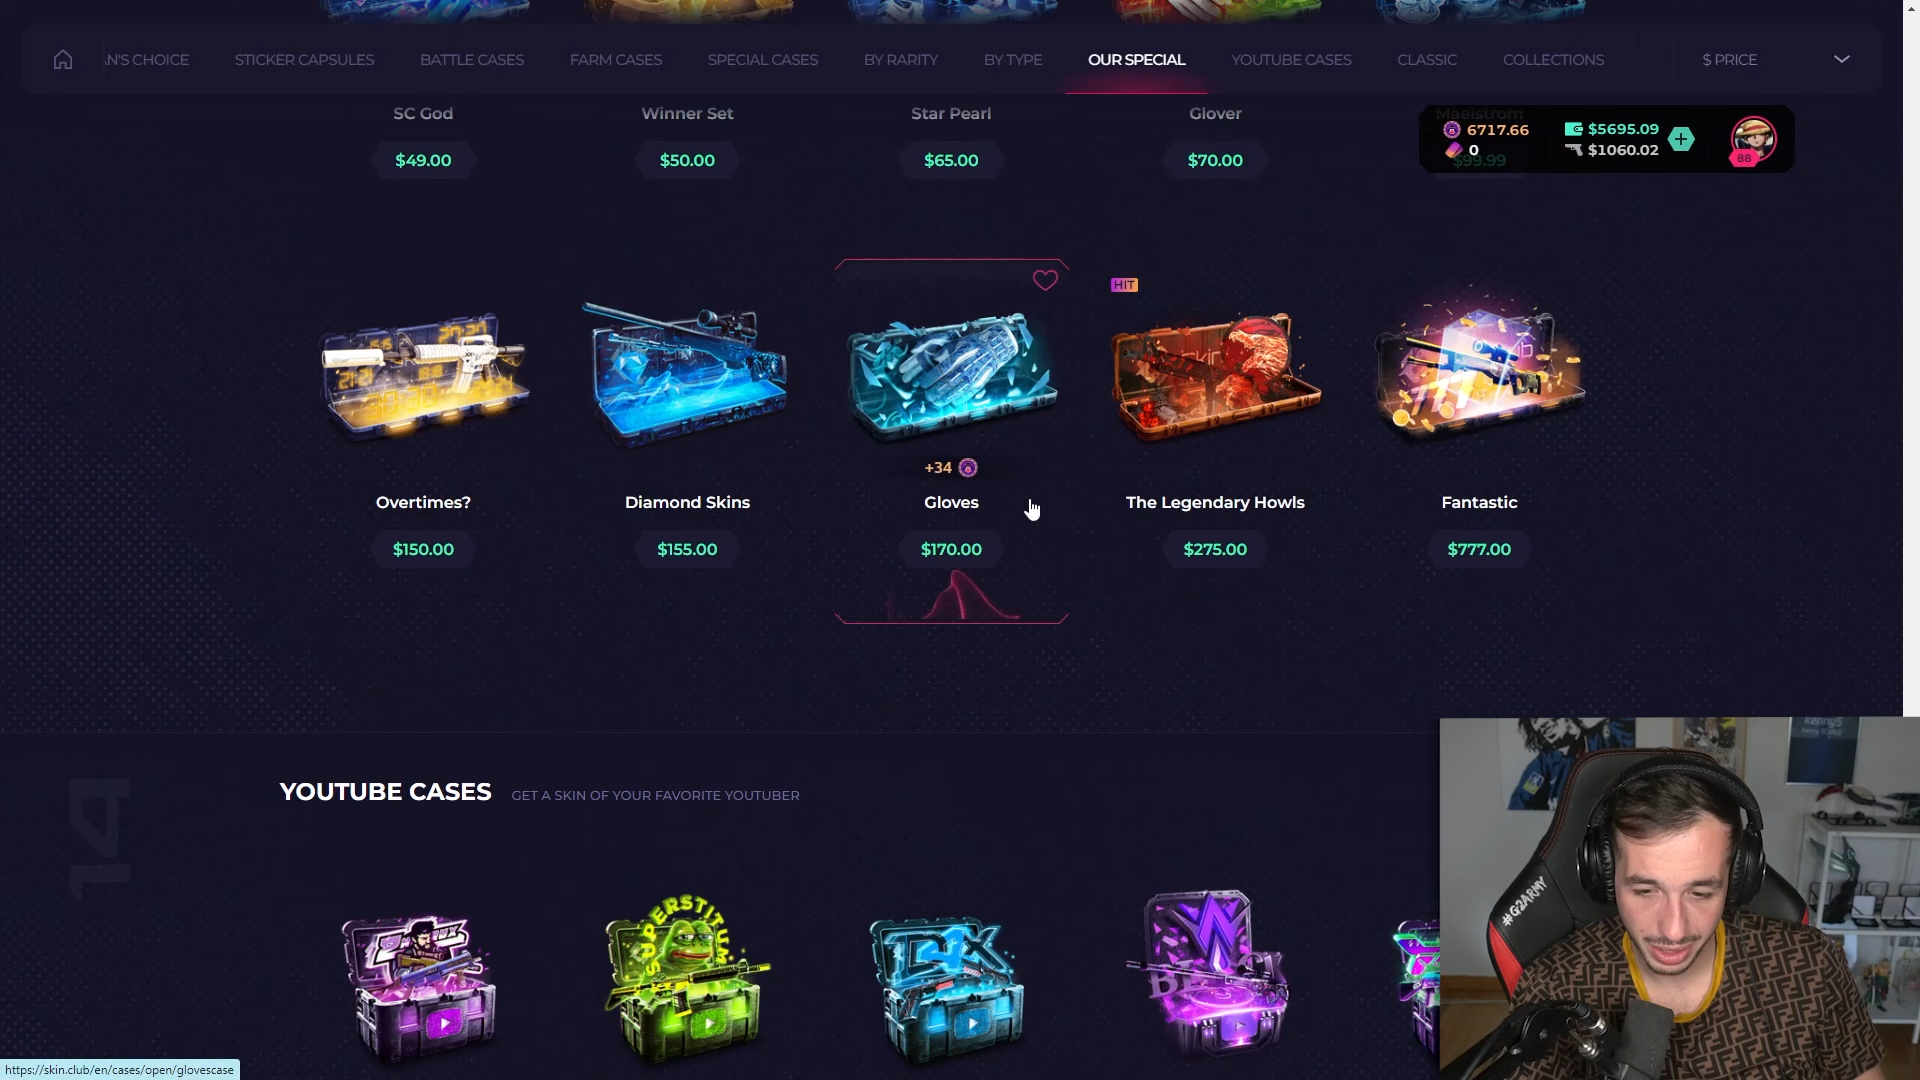 N'S CHOICE
STICKER CAPSULES
BATTLE CASES
FARM CASES
SPECIAL CASES
BY RARITY
BY TYPE
OUR SPECIAL
YOUTUBE CASES
CLASSIC
COLLECTIONS
$ PRICE
SC God
Winner Set
Star Pearl
Glover
Maelstrom
6717.66
$5695.09
0
$1060.02
88
$49.00
$50.00
$65.00
$70.00
$99.99
HIT
+34
Overtimes?
Diamond Skins
Gloves
The Legendary Howls
Fantastic
$150.00
$155.00
$170.00
$275.00
$777.00
14
YOUTUBE CASES
GET A SKIN OF YOUR FAVORITE YOUTUBER
SUPERSTITUM
#G2ARMY
https://skin.club/en/cases/open/glovescase